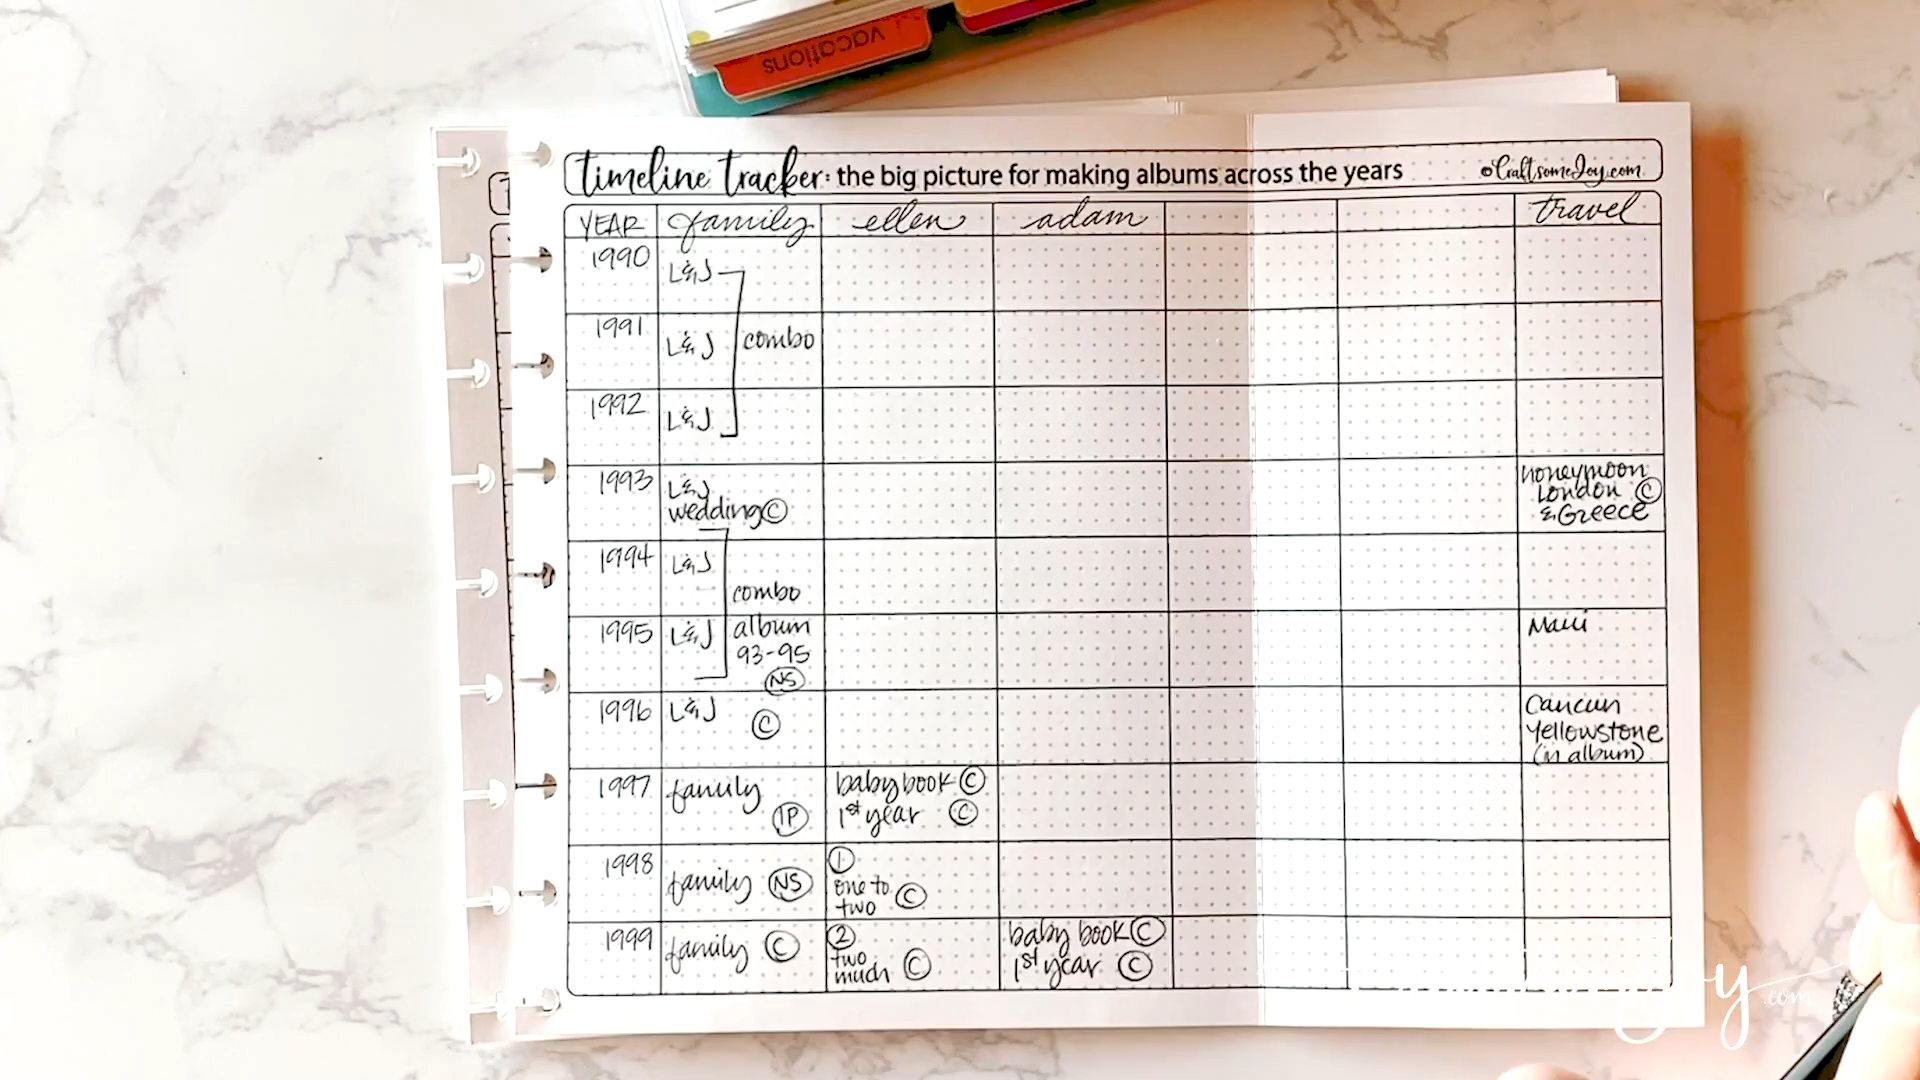 vacations
timeline tracker: the big picture for making albums across the years
©CraftsomeJoy.com
YEAR family ellen adam travel
1990 L&J
1991 L&J combo
1992 L&J
1993 L&J wedding Ⓒ
honeymoon
London Ⓒ
& Greece
1994 L&J
combo
1995 L&J album
93-95
NS
Maui
1996 L&J Ⓒ
Cancun
Yellowstone
(in album)
1997 family
IP
baby book Ⓒ
1st year Ⓒ
1998 family NS
①
one to
two Ⓒ
1999 family Ⓒ
②
two
much Ⓒ
baby book Ⓒ
1st year Ⓒ
.com